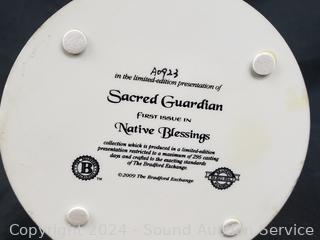 A0923
in the limited-edition presentation of
Sacred Guardian
FIRST ISSUE IN
Native Blessings
collection which is produced in a limited-edition
presentation restricted to a maximum of 295 casting
days and crafted to the exacting standards
of The Bradford Exchange.
B
TM
©2009 The Bradford Exchange
Copyright 2024 - Sound Auction Service